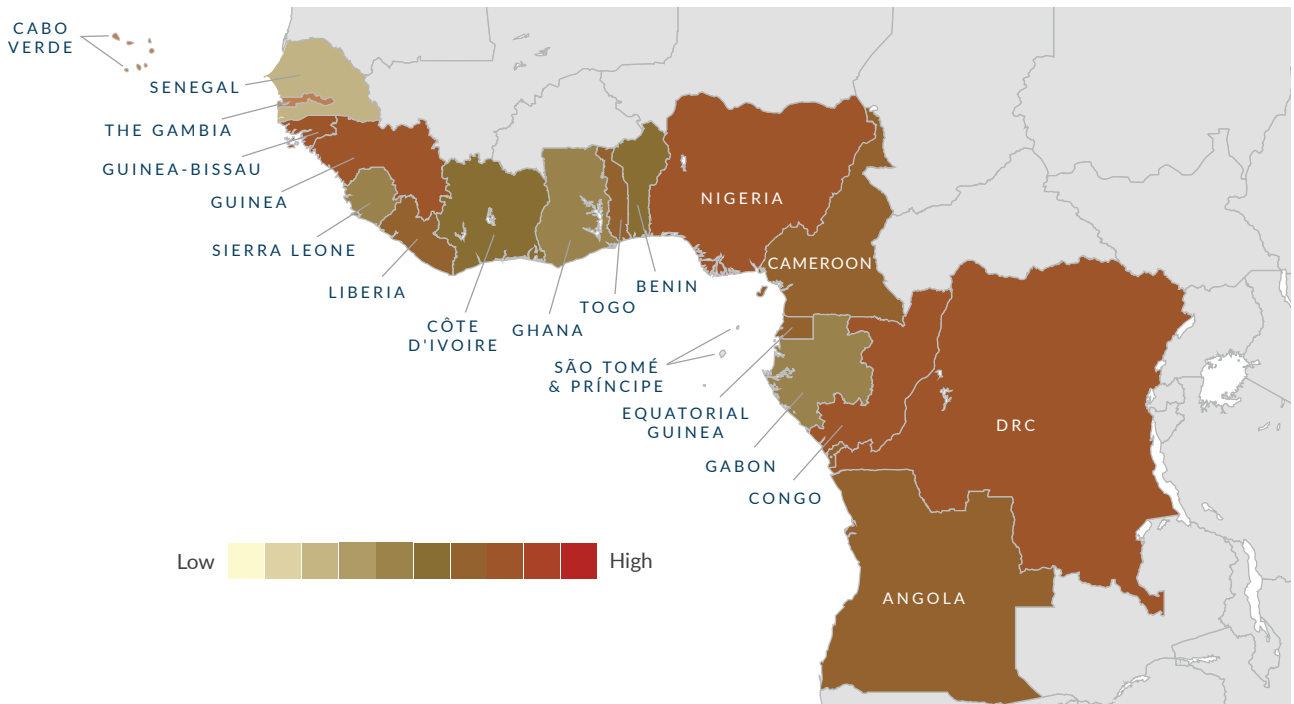 CABO
VERDE
SENEGAL
THE GAMBIA
GUINEA-BISSAU
GUINEA
SIERRA LEONE
LIBERIA
CÔTE
D'IVOIRE
GHANA
TOGO
BENIN
NIGERIA
CAMEROON
SÃO TOMÉ
& PRÍNCIPE
EQUATORIAL
GUINEA
GABON
CONGO
DRC
ANGOLA
Low
High